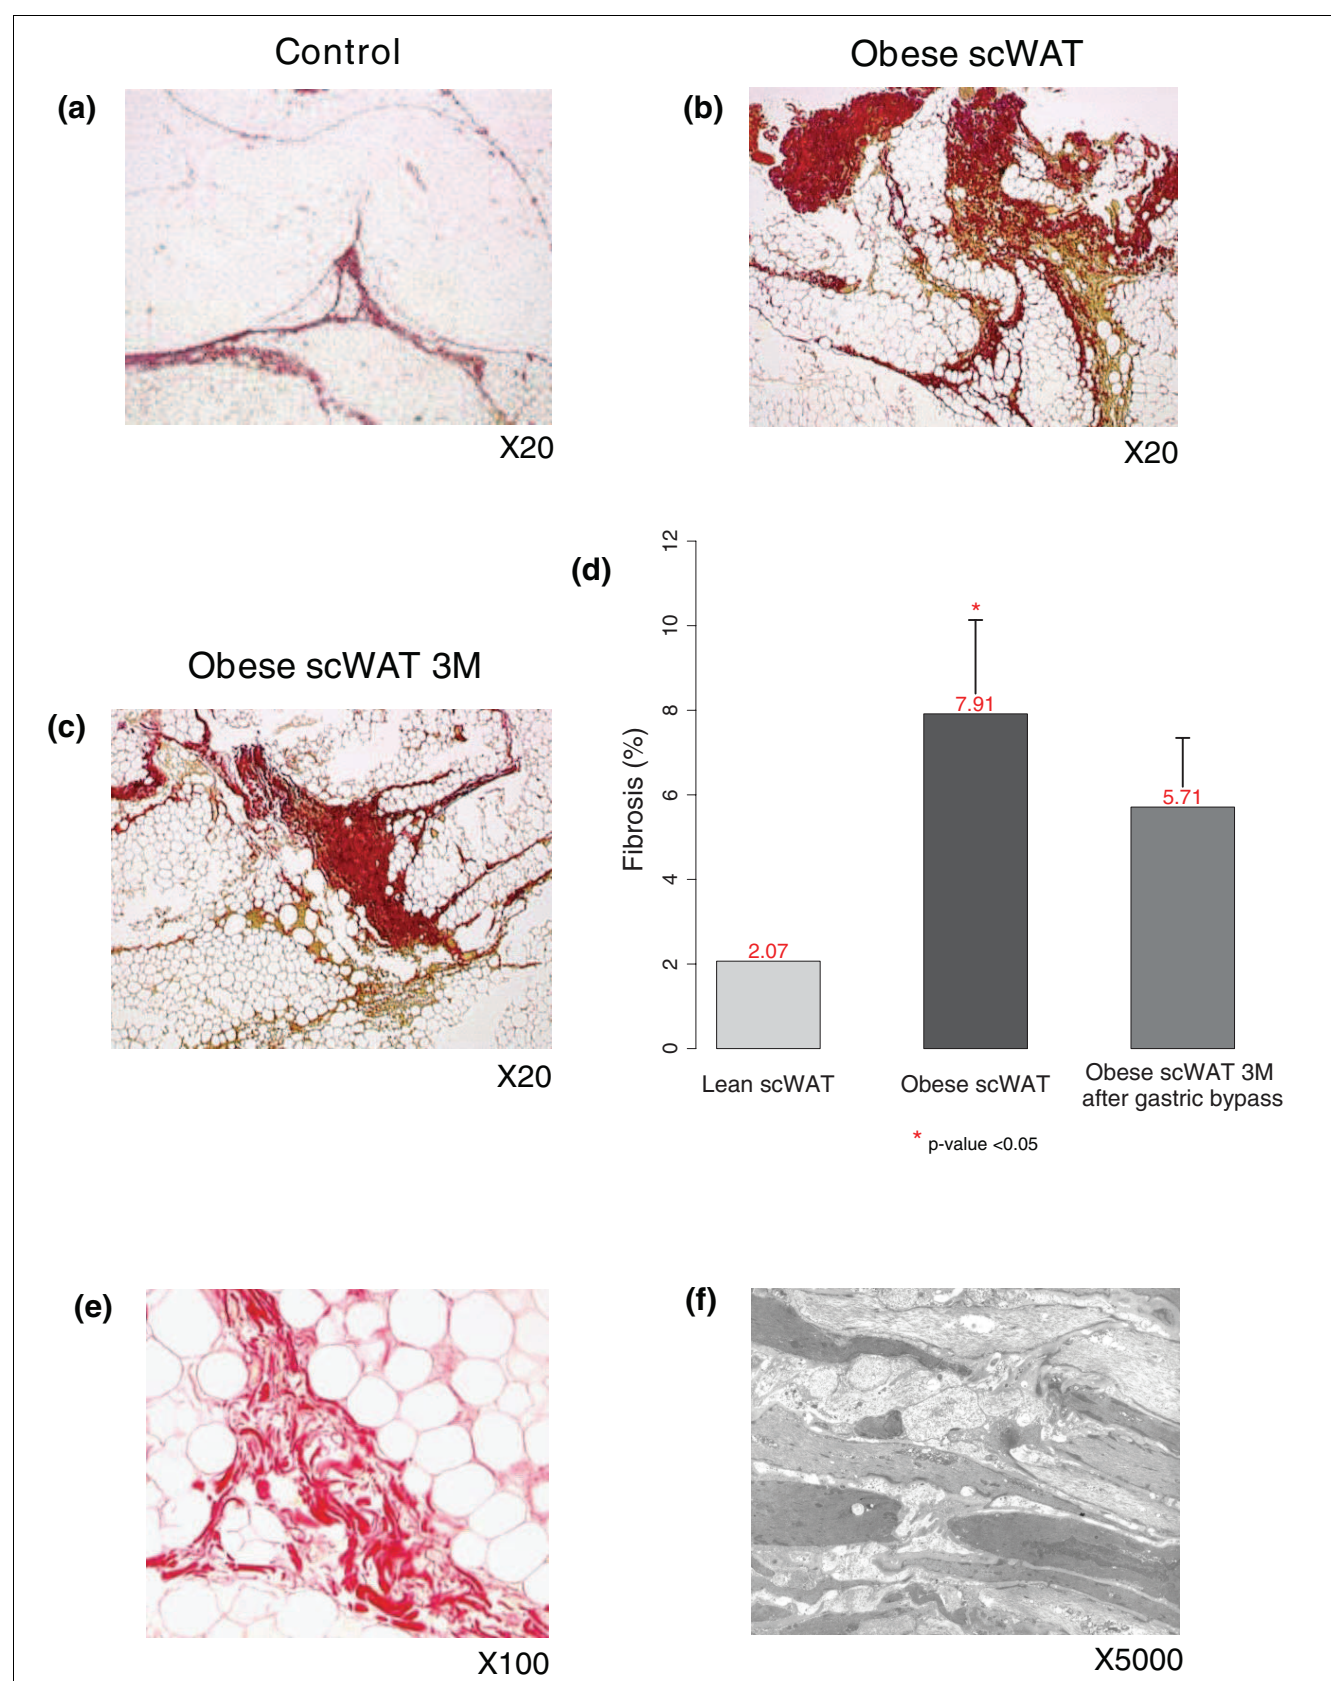 Control
Obese scWAT
(a)
(b)
X20
X20
(d)
12
10
8
6
4
2
0
Fibrosis (%)
*
7.91
5.71
2.07
Lean scWAT
Obese scWAT
Obese scWAT 3M
after gastric bypass
* p-value <0.05
Obese scWAT 3M
(c)
X20
(e)
(f)
X100
X5000